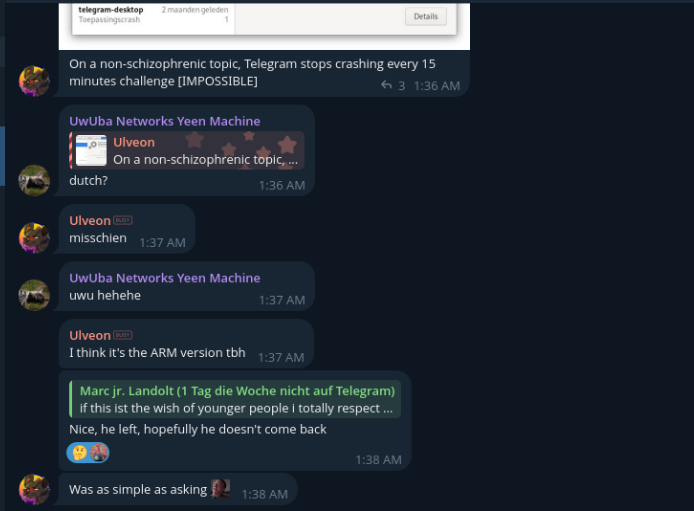 telegram-desktop 2 maanden geleden
Toepassingscrash 1
Details
On a non-schizophrenic topic, Telegram stops crashing every 15
minutes challenge [IMPOSSIBLE]
3 1:36 AM
UwUba Networks Yeen Machine
Ulveon
On a non-schizophrenic topic, ...
dutch?
1:36 AM
Ulveon BUSY
misschien 1:37 AM
UwUba Networks Yeen Machine
uwu hehehe
1:37 AM
Ulveon BUSY
I think it's the ARM version tbh 1:37 AM
Marc jr. Landolt (1 Tag die Woche nicht auf Telegram)
if this ist the wish of younger people i totally respect ...
Nice, he left, hopefully he doesn't come back
1:38 AM
Was as simple as asking 1:38 AM